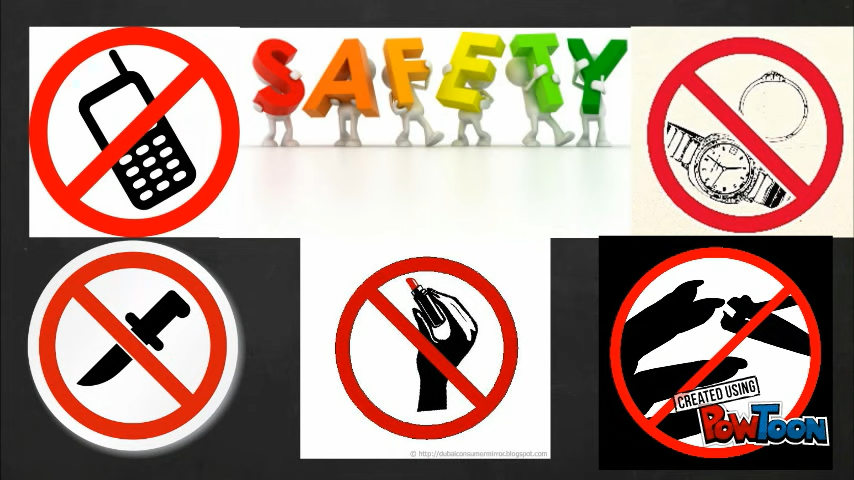 SAFETY
© http://dubaiconsumermirror.blogspot.com
CREATED USING
POWTOON